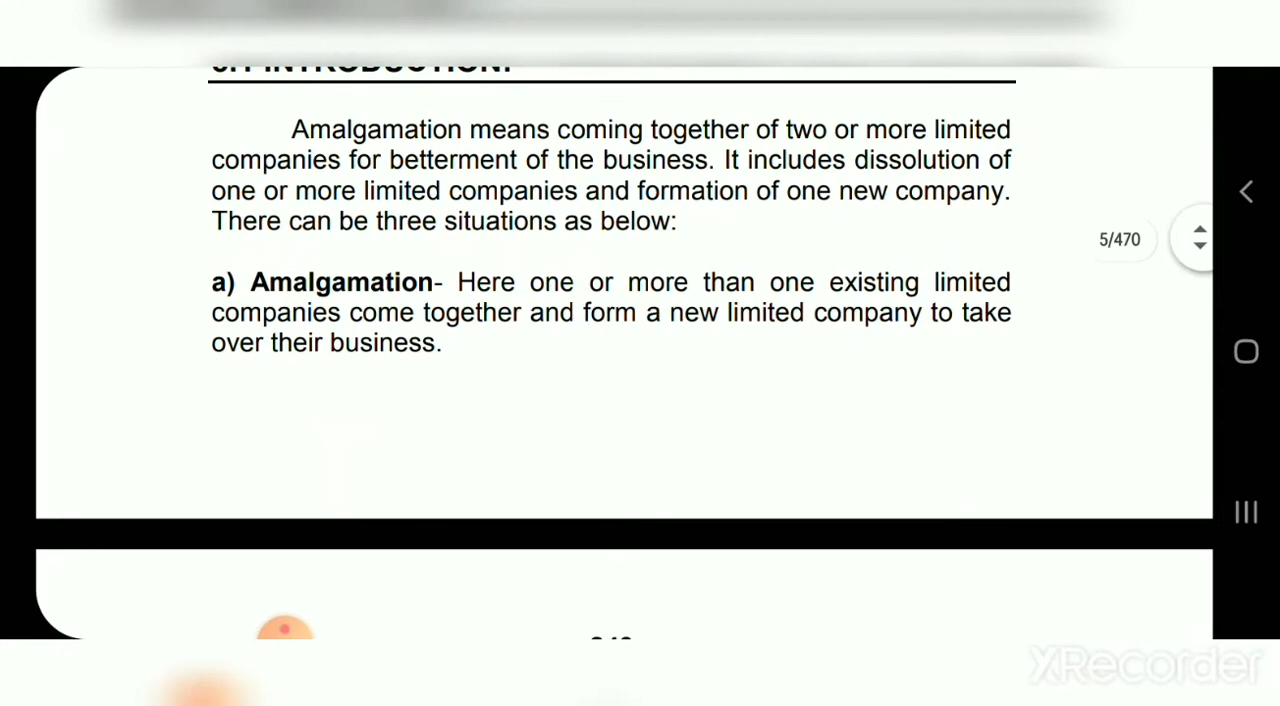 Amalgamation means coming together of two or more limited
companies for betterment of the business. It includes dissolution of
one or more limited companies and formation of one new company.
There can be three situations as below:
5/470
a) Amalgamation- Here one or more than one existing limited
companies come together and form a new limited company to take
over their business.
XRecorder